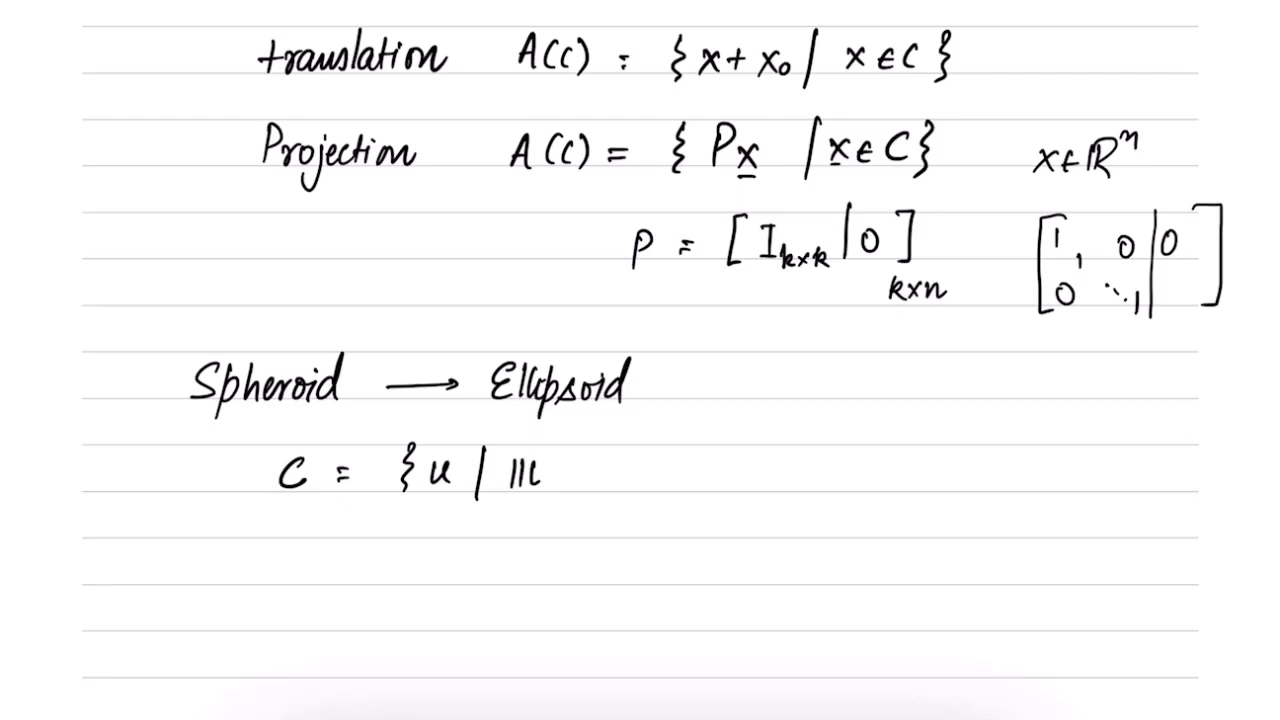 translation A(C) = { x + x₀ | x ∈ C }
Projection A(C) = { Px | x ∈ C } x ∈ ℝⁿ
P = [ I_{k×k} | 0 ]_{k×n} [ 1, 0 | 0
0 ⋱ 1 | ]
Spheroid → Ellipsoid
C = { u | ||u